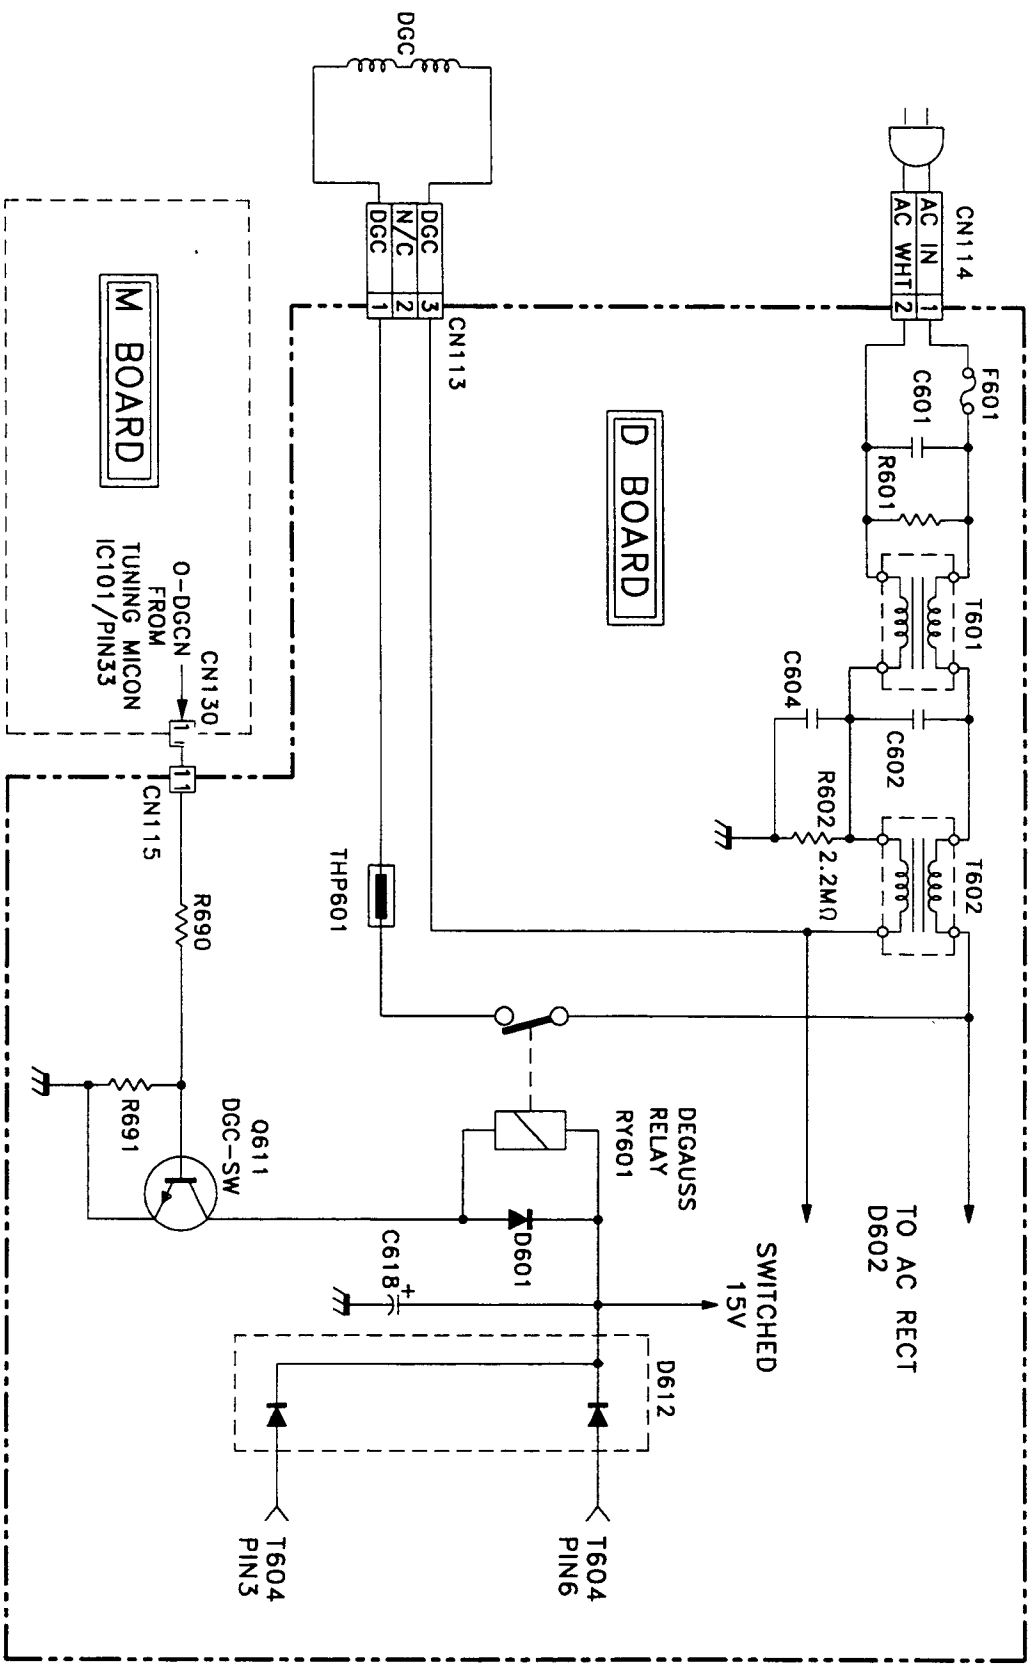 CN114
AC IN 1
AC WHT 2
F601
C601
R601
T601
C602
C604
R602
2.2MΩ
T602
TO AC RECT
D602
D BOARD
DGC
CN113
DGC 3
N/C 2
DGC 1
THP601
DEGAUSS
RELAY
RY601
SWITCHED
15V
D601
C618
+
D612
T604
PIN6
T604
PIN3
M BOARD
O-DGCN
FROM
TUNING MICON
IC101/PIN33
CN130
1
1
CN115
R690
R691
Q611
DGC-SW